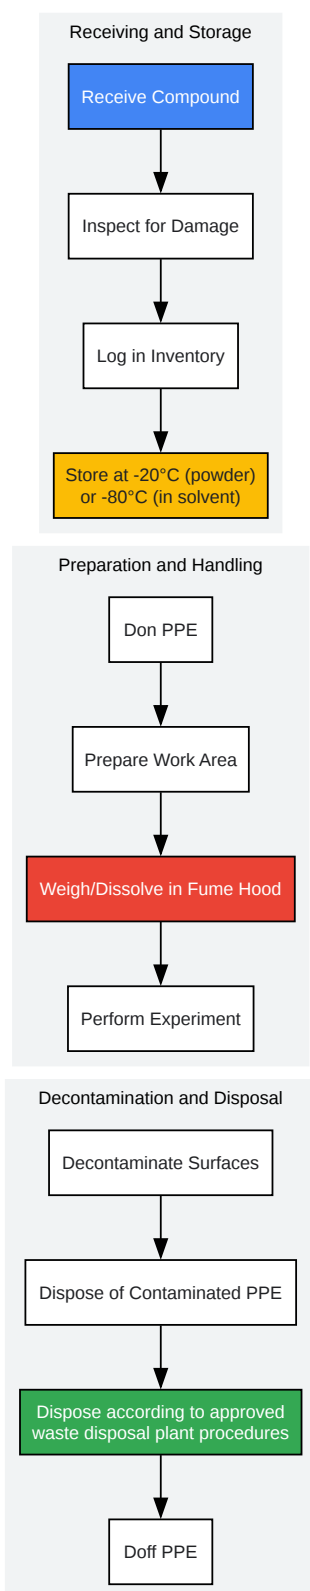 Receiving and Storage
Receive Compound
Inspect for Damage
Log in Inventory
Store at -20°C (powder)
or -80°C (in solvent)
Preparation and Handling
Don PPE
Prepare Work Area
Weigh/Dissolve in Fume Hood
Perform Experiment
Decontamination and Disposal
Decontaminate Surfaces
Dispose of Contaminated PPE
Dispose according to approved
waste disposal plant procedures
Doff PPE